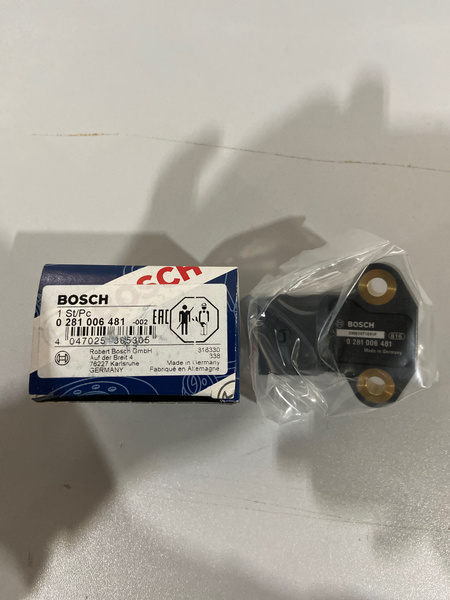 SCH
BOSCH
1 St/Pc
0 281 006 481 -002
EAC
4 047025 385305
Robert Bosch GmbH
Auf der Breit 4
76227 Karlsruhe
GERMANY
316330
338
Made in Germany
Fabriqué en Allemagne
BOSCH
0 281 006 481
Made in Germany